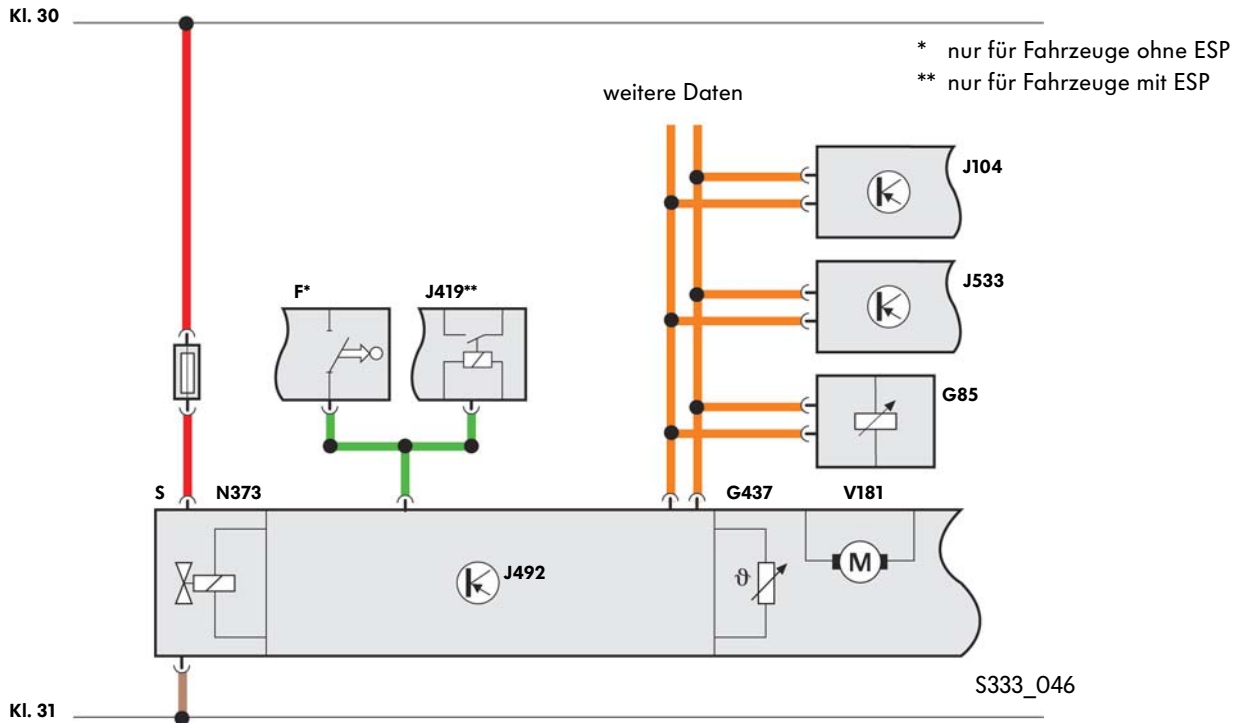 Kl. 30
* nur für Fahrzeuge ohne ESP
** nur für Fahrzeuge mit ESP
weitere Daten
J104
J533
F*
J419**
G85
S
N373
G437
V181
J492
ϑ
M
S333_046
Kl. 31